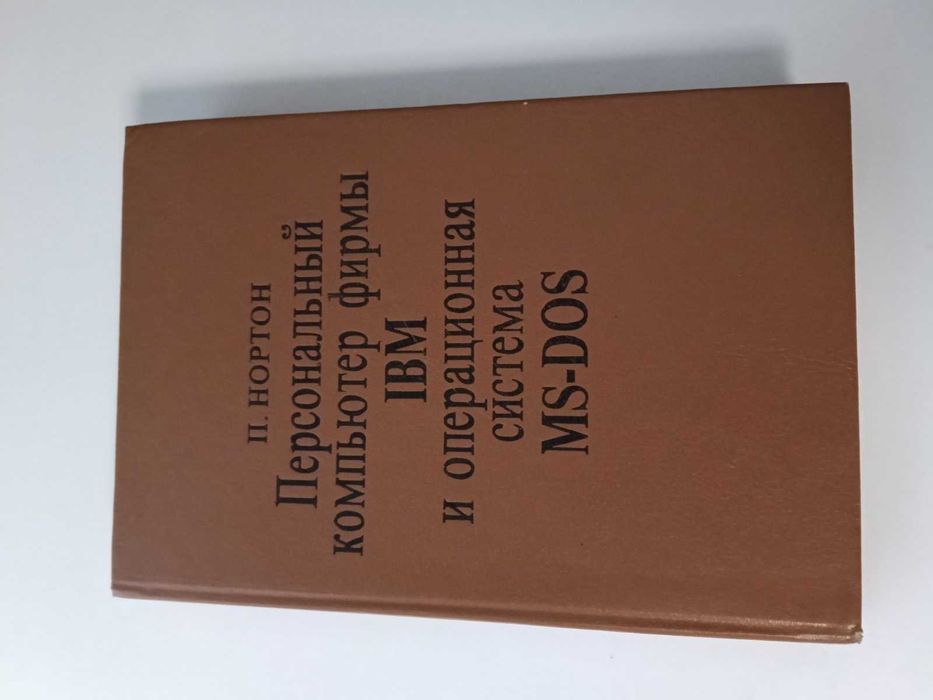 П. НОРТОН
Персональный
компьютер фирмы
IBM
и операционная
система
MS-DOS